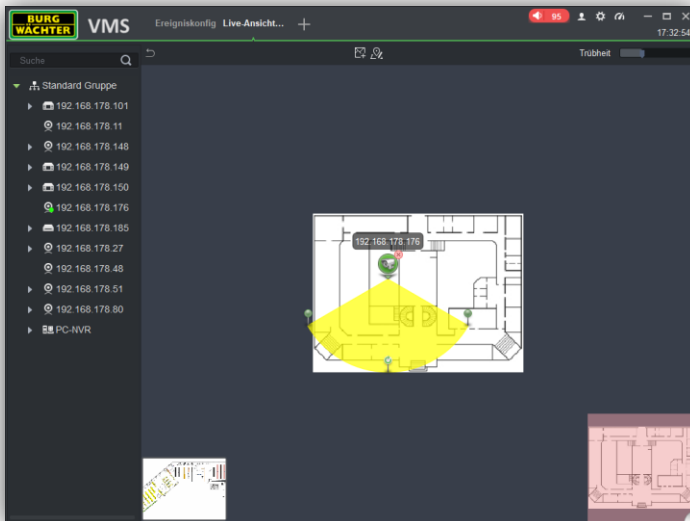 BURG
WÄCHTER
VMS
Ereigniskonfig
Live-Ansicht...
95
17:32:54
Suche
Trübheit
Standard Gruppe
192.168.178.101
192.168.178.11
192.168.178.148
192.168.178.149
192.168.178.150
192.168.178.176
192.168.178.185
192.168.178.27
192.168.178.48
192.168.178.51
192.168.178.80
PC-NVR
192.168.178.176